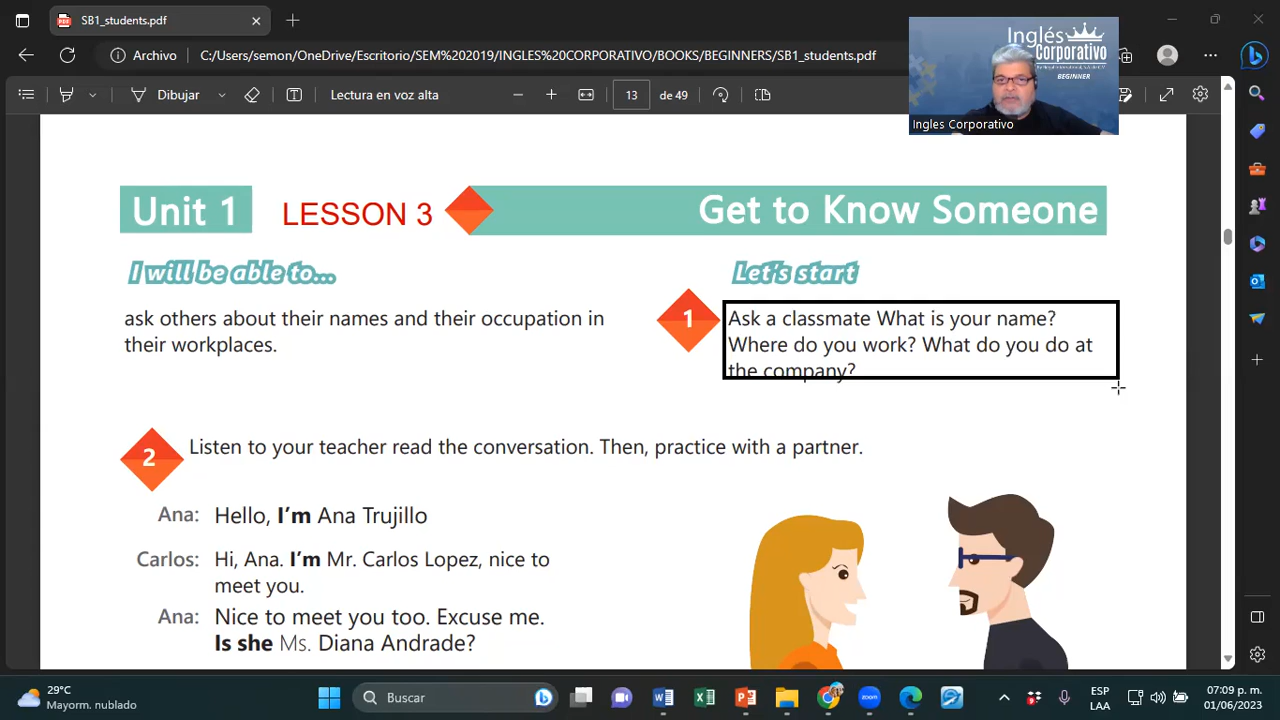 SB1_students.pdf
Archivo
C:/Users/semon/OneDrive/Escritorio/SEM%202019/INGLES%20CORPORATIVO/BOOKS/BEGINNERS/SB1_students.pdf
Dibujar
Lectura en voz alta
13
de 49
Inglés
Corporativo
BEGINNER
Ingles Corporativo
Unit 1
LESSON 3
Get to Know Someone
I will be able to...
Let's start
ask others about their names and their occupation in
their workplaces.
1
Ask a classmate What is your name?
Where do you work? What do you do at
the company?
2
Listen to your teacher read the conversation. Then, practice with a partner.
Ana: Hello, I'm Ana Trujillo
Carlos: Hi, Ana. I'm Mr. Carlos Lopez, nice to
meet you.
Ana: Nice to meet you too. Excuse me.
Is she Ms. Diana Andrade?
29°C
Mayorm. nublado
Buscar
zoom
ESP
LAA
07:09 p. m.
01/06/2023